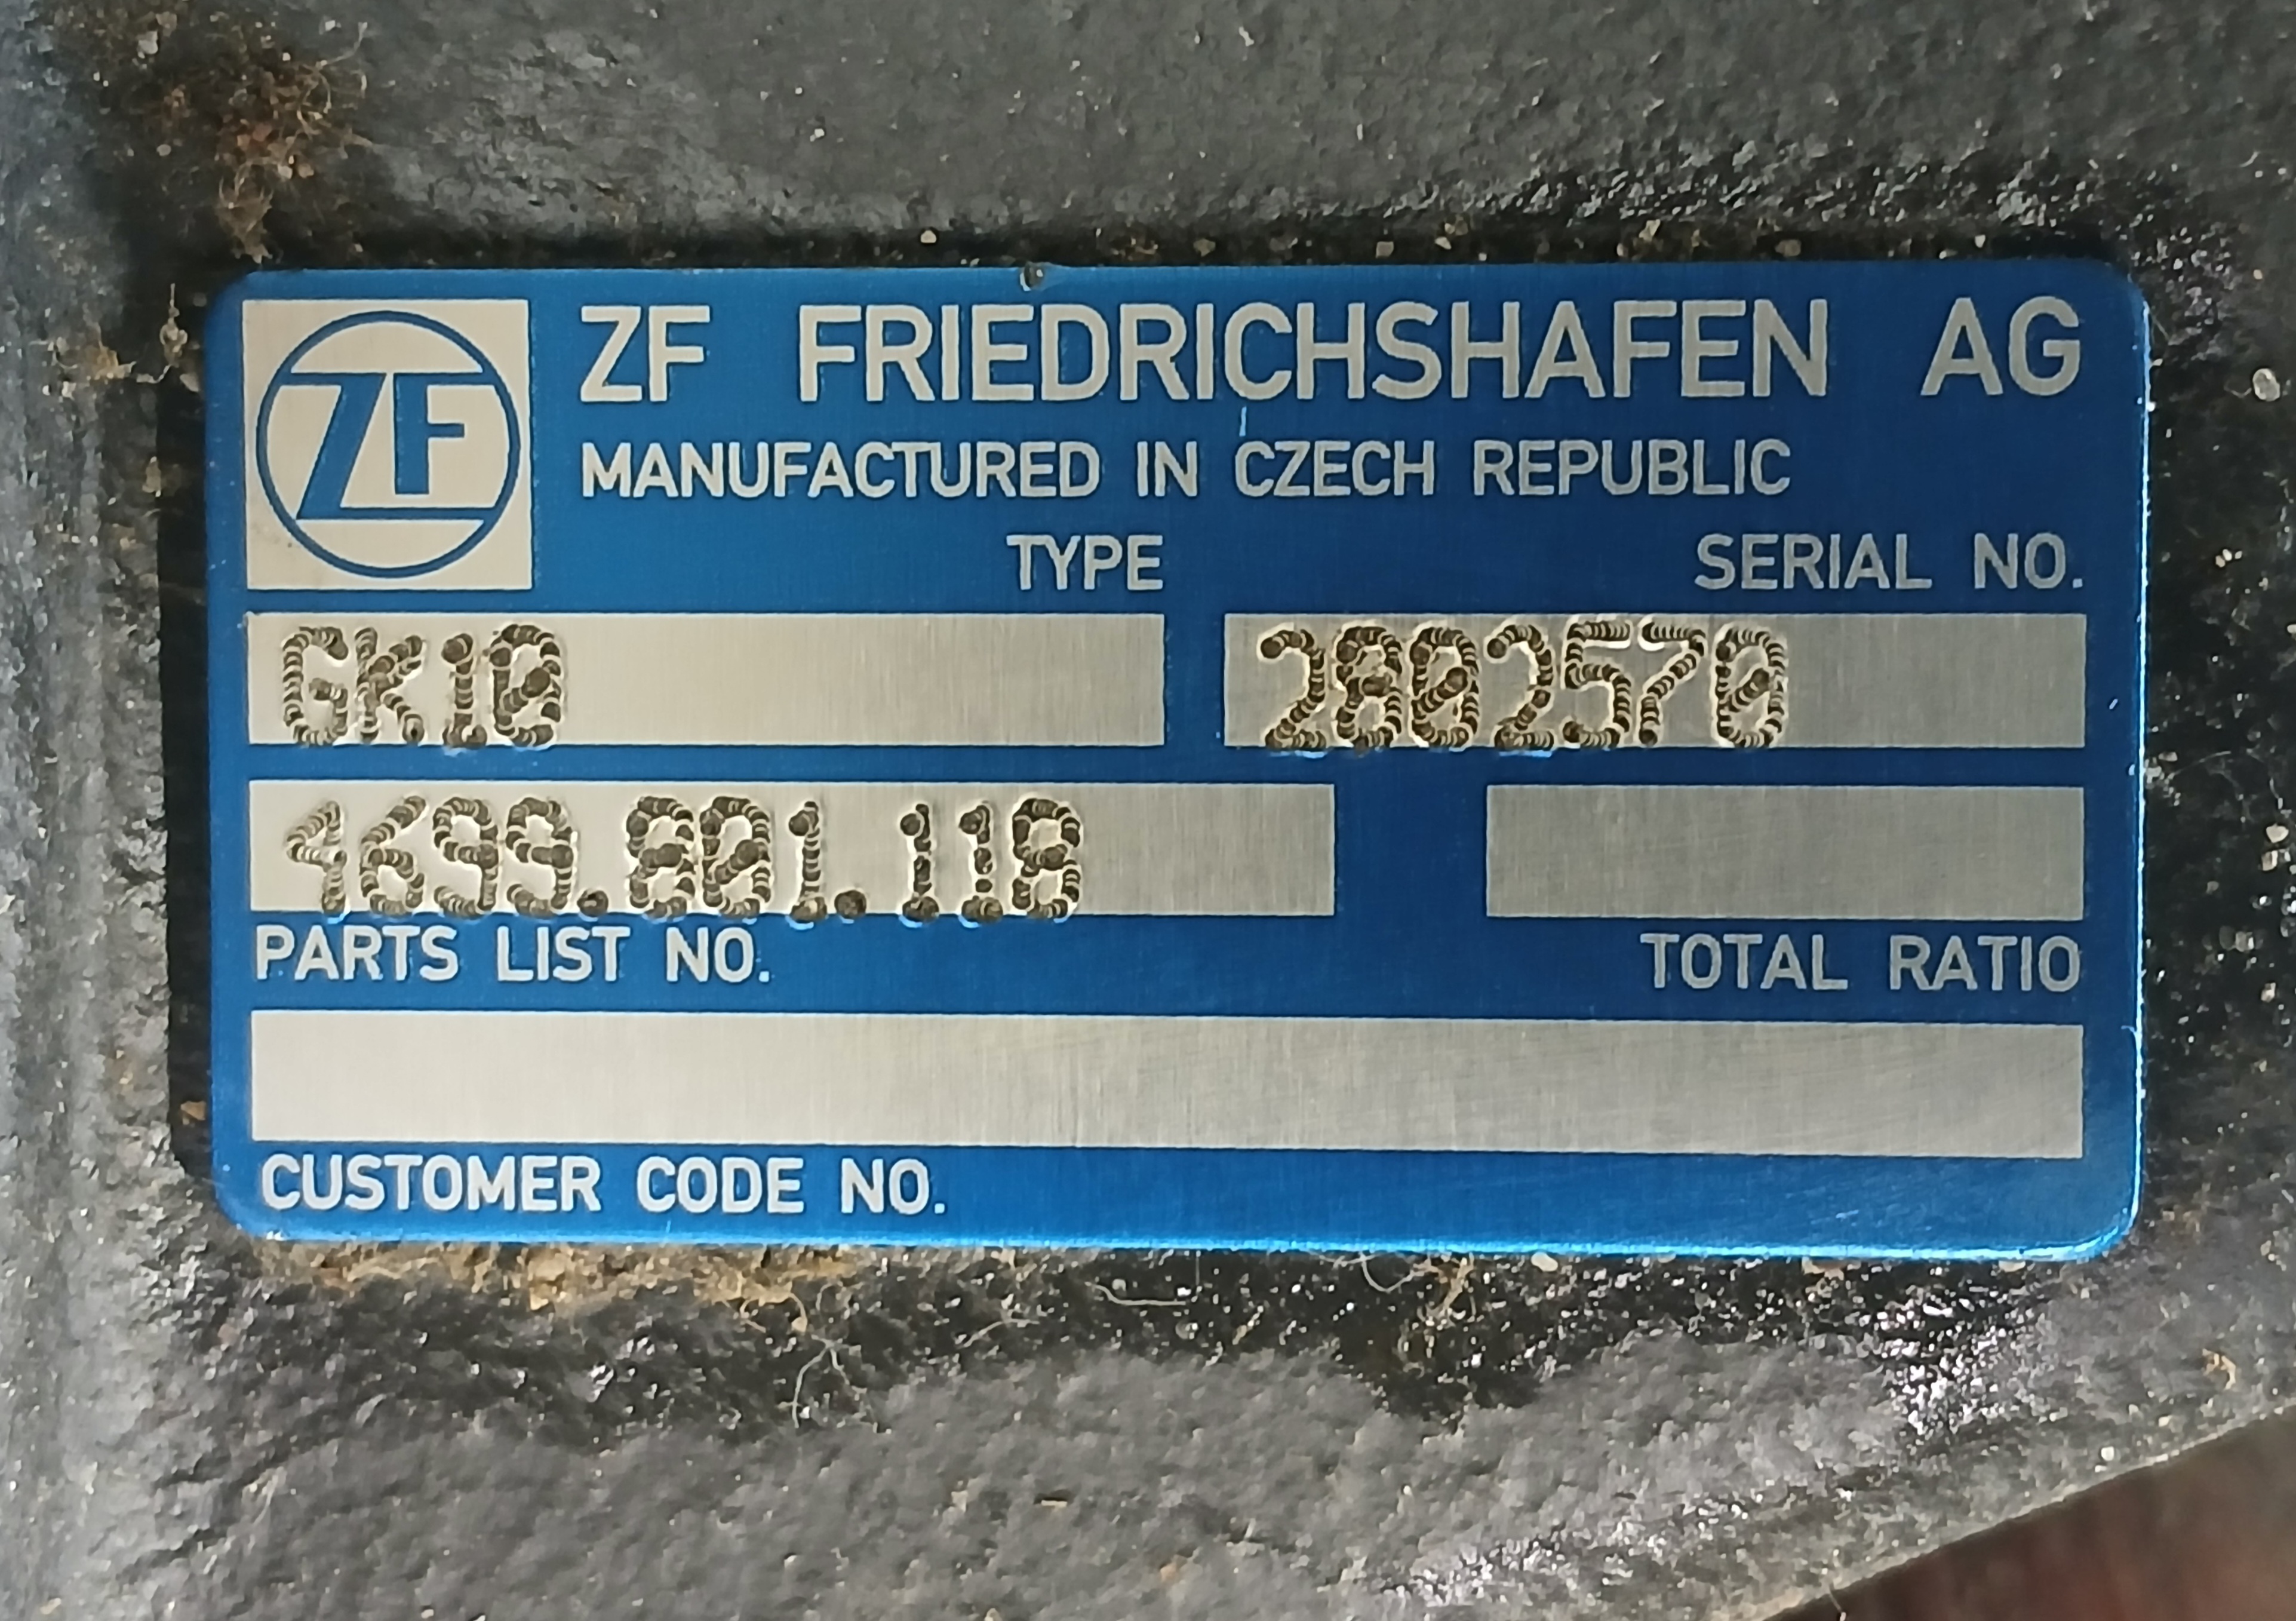 ZF ZF FRIEDRICHSHAFEN AG
MANUFACTURED IN CZECH REPUBLIC
TYPE SERIAL NO.
GK10 2802570
4699.801.118
PARTS LIST NO. TOTAL RATIO
CUSTOMER CODE NO.